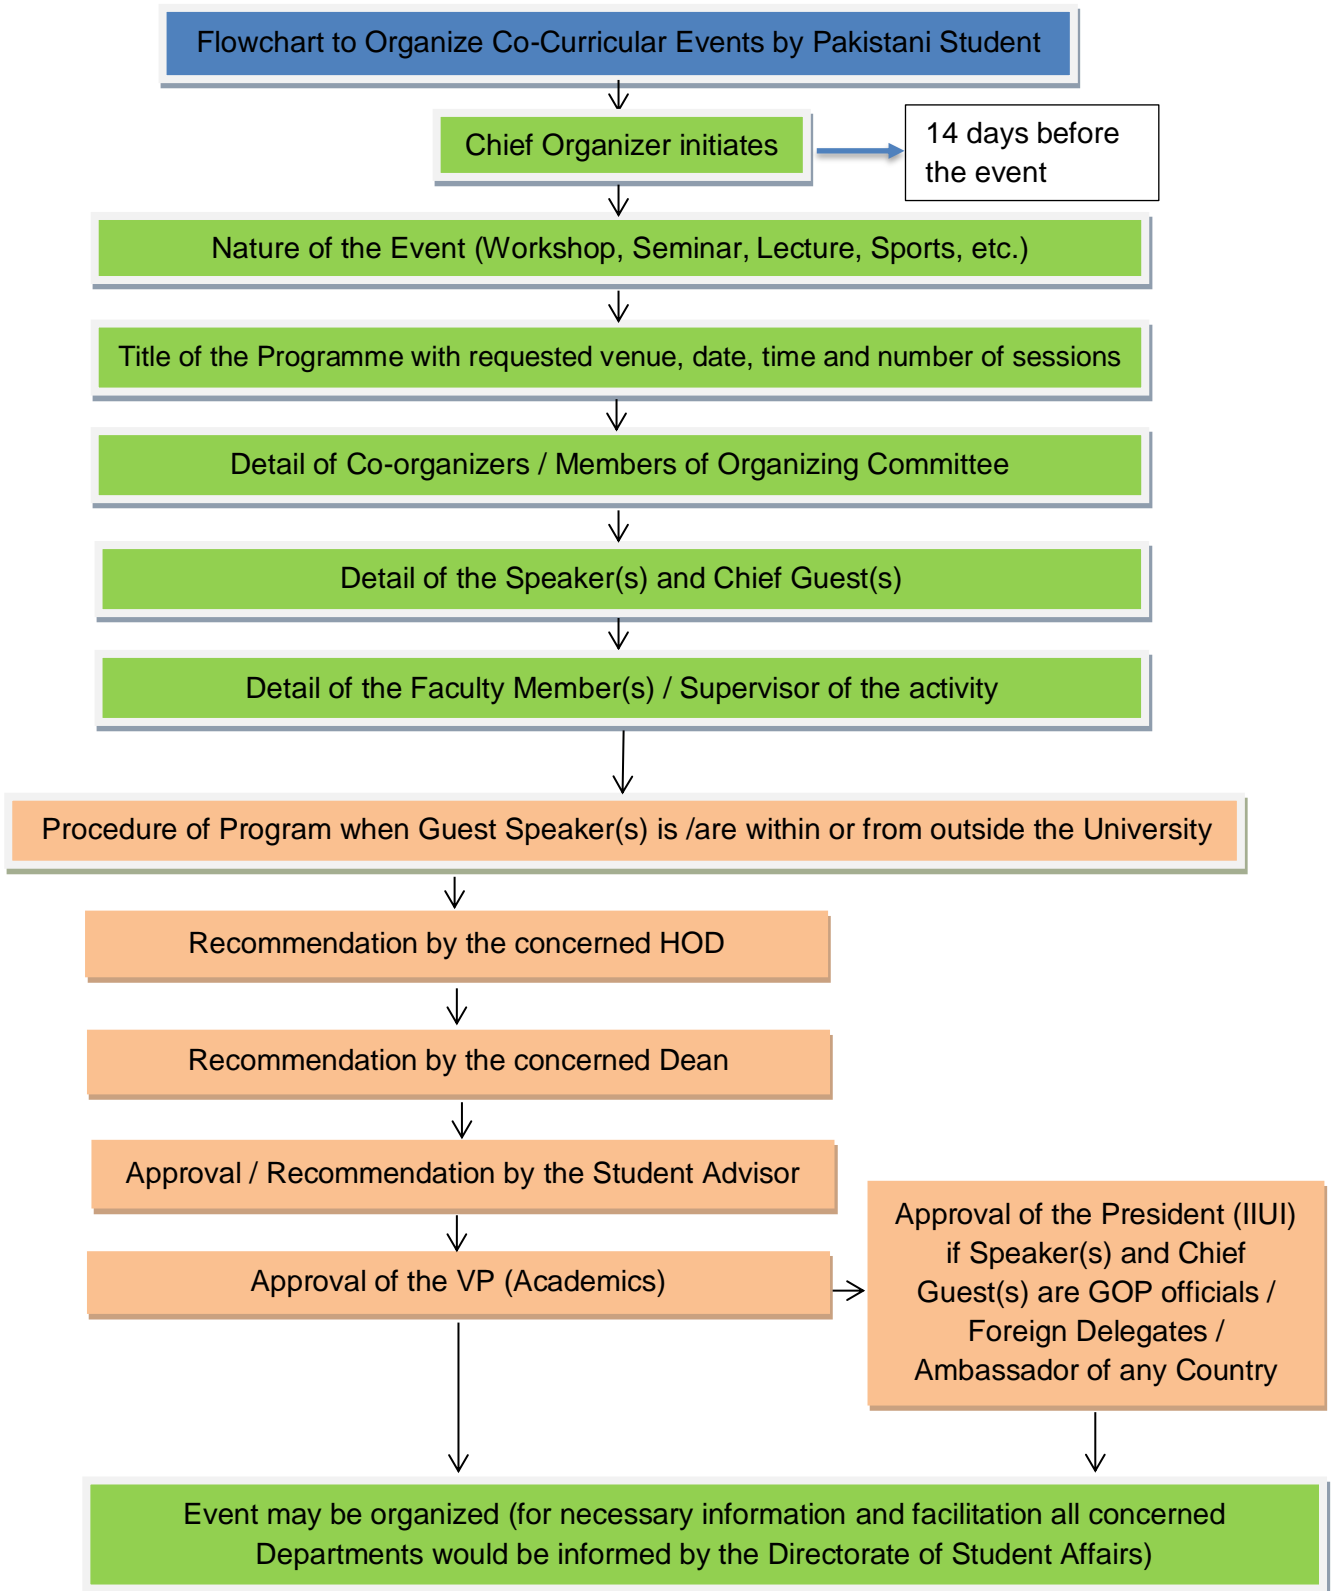 Flowchart to Organize Co-Curricular Events by Pakistani Student
Chief Organizer initiates
14 days before
the event
Nature of the Event (Workshop, Seminar, Lecture, Sports, etc.)
Title of the Programme with requested venue, date, time and number of sessions
Detail of Co-organizers / Members of Organizing Committee
Detail of the Speaker(s) and Chief Guest(s)
Detail of the Faculty Member(s) / Supervisor of the activity
Procedure of Program when Guest Speaker(s) is /are within or from outside the University
Recommendation by the concerned HOD
Recommendation by the concerned Dean
Approval / Recommendation by the Student Advisor
Approval of the VP (Academics)
Approval of the President (IIUI)
if Speaker(s) and Chief
Guest(s) are GOP officials /
Foreign Delegates /
Ambassador of any Country
Event may be organized (for necessary information and facilitation all concerned
Departments would be informed by the Directorate of Student Affairs)